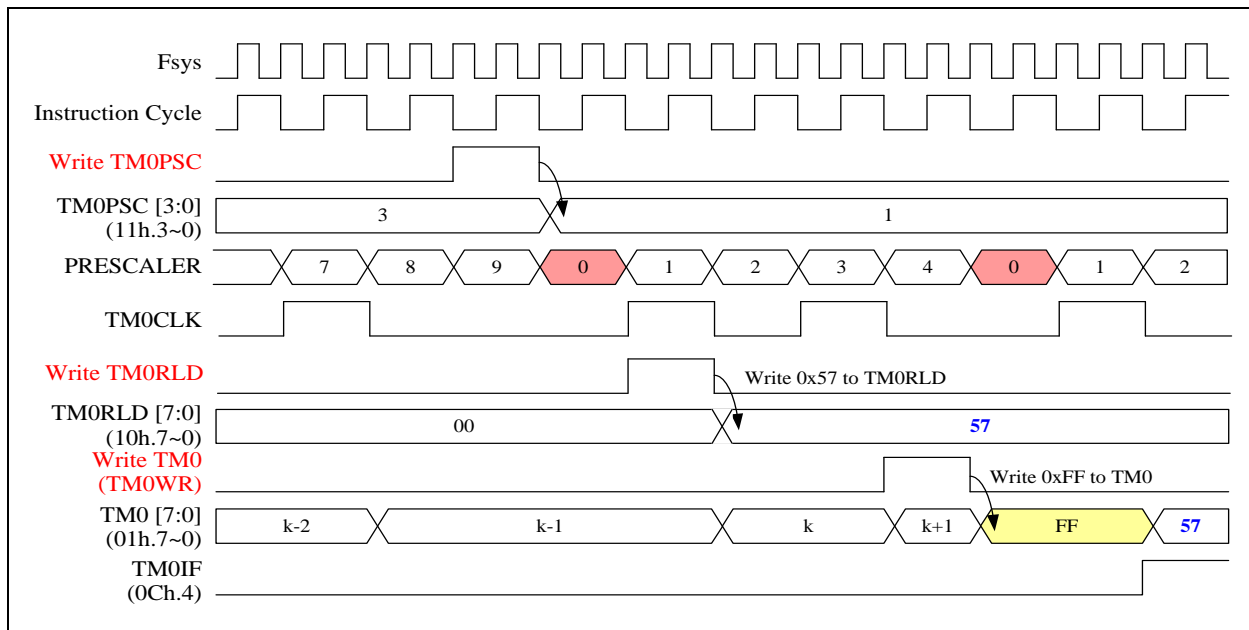 Fsys
Instruction Cycle
Write TM0PSC
TM0PSC [3:0]
(11h.3~0)
3 1
PRESCALER
7 8 9 0 1 2 3 4 0 1 2
TM0CLK
Write TM0RLD
Write 0x57 to TM0RLD
TM0RLD [7:0]
(10h.7~0)
00 57
Write TM0
(TM0WR)
Write 0xFF to TM0
TM0 [7:0]
(01h.7~0)
k-2 k-1 k k+1 FF 57
TM0IF
(0Ch.4)